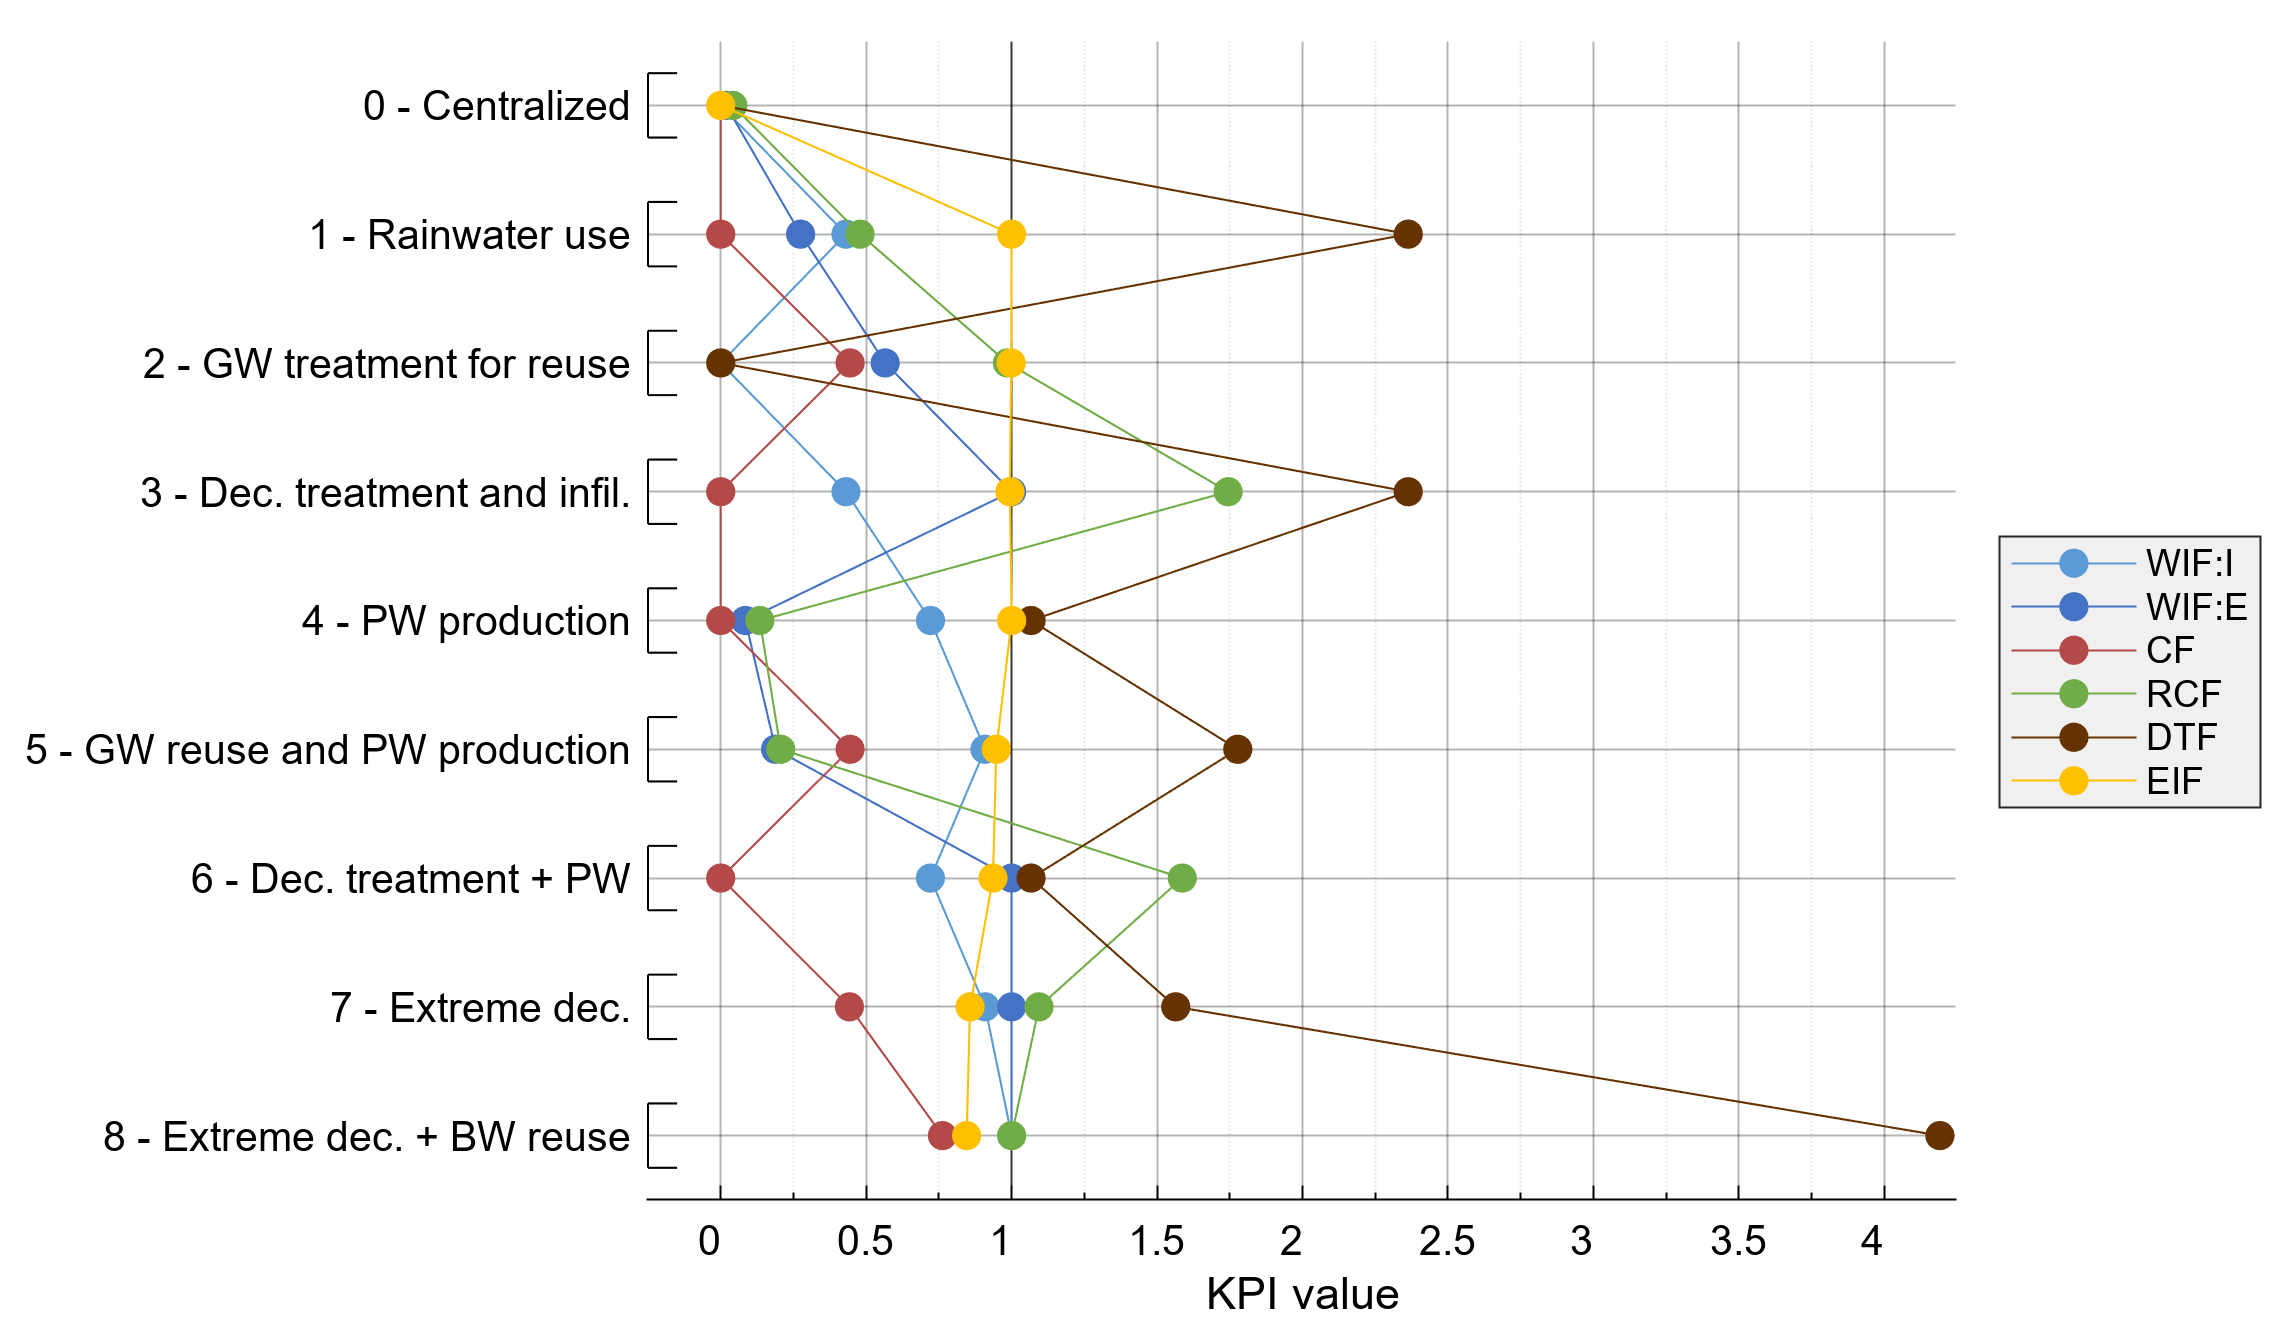 0 - Centralized
1 - Rainwater use
2 - GW treatment for reuse
3 - Dec. treatment and infil.
4 - PW production
5 - GW reuse and PW production
6 - Dec. treatment + PW
7 - Extreme dec.
8 - Extreme dec. + BW reuse
WIF:I
WIF:E
CF
RCF
DTF
EIF
0 0.5 1 1.5 2 2.5 3 3.5 4
KPI value